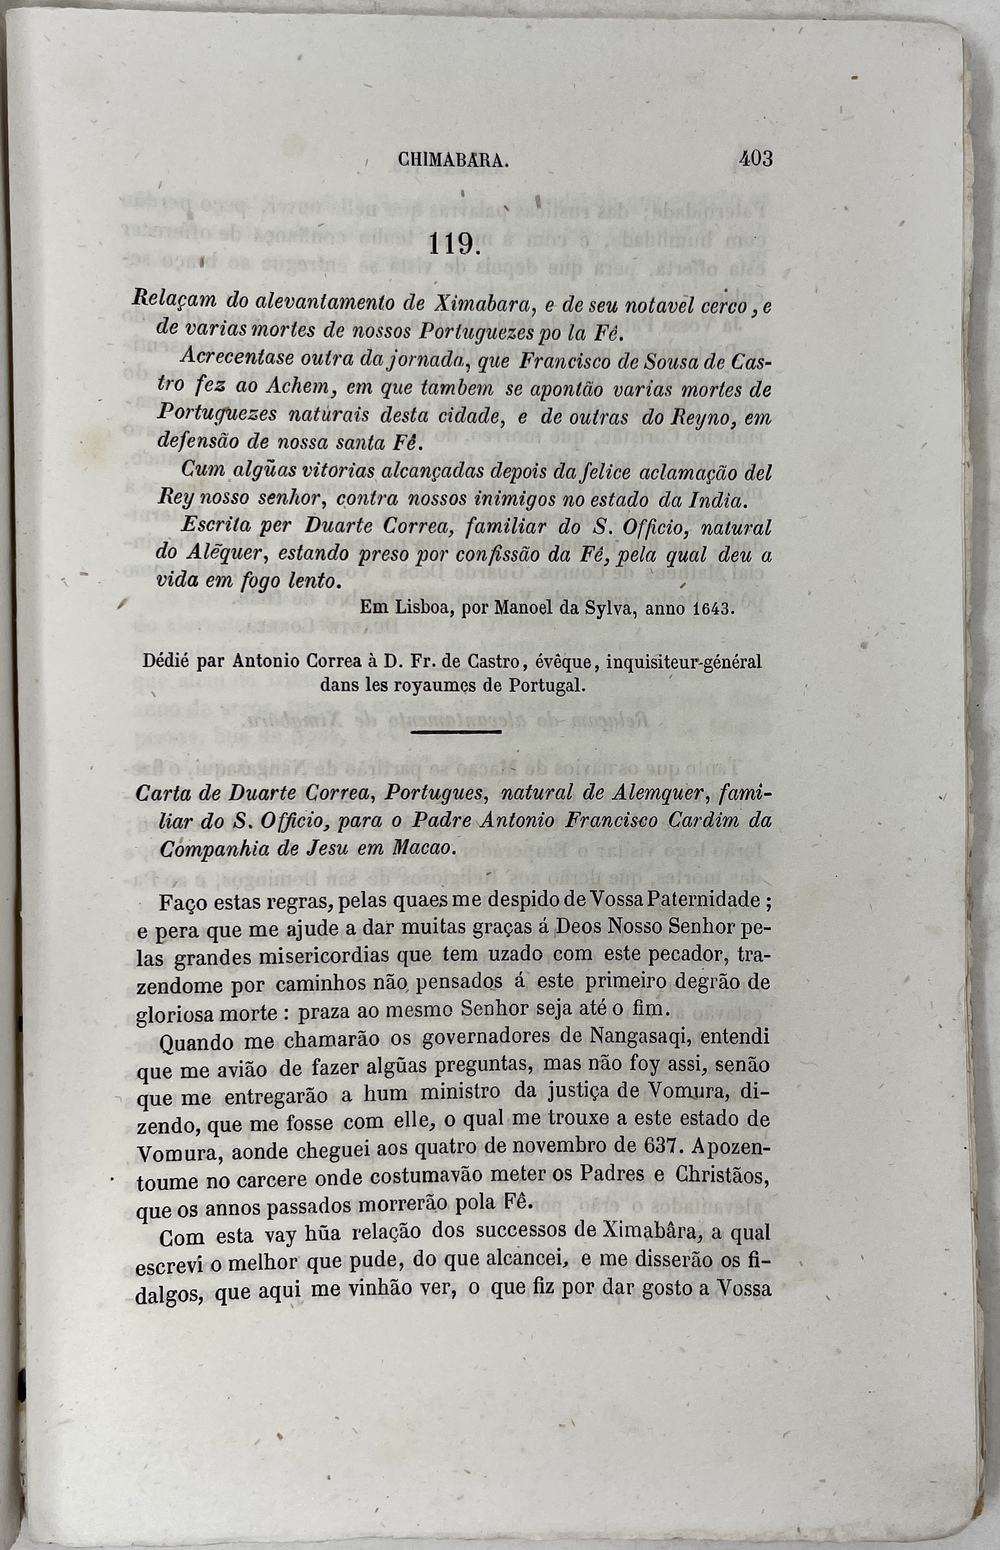 CHIMABARA. 403
119.
Relaçam do alevantamento de Ximabara, e de seu notavel cerco, e
de varias mortes de nossos Portuguezes po la Fê.
Acrecentase outra da jornada, que Francisco de Sousa de Cas-
tro fez ao Achem, em que tambem se apontão varias mortes de
Portuguezes naturais desta cidade, e de outras do Reyno, em
defensão de nossa santa Fê.
Cum algũas vitorias alcançadas depois da felice aclamação del
Rey nosso senhor, contra nossos inimigos no estado da India.
Escrita per Duarte Correa, familiar do S. Officio, natural
do Alẽquer, estando preso por confissão da Fê, pela qual deu a
vida em fogo lento.
Em Lisboa, por Manoel da Sylva, anno 1643.
Dédié par Antonio Correa à D. Fr. de Castro, évêque, inquisiteur-général
dans les royaumes de Portugal.
Carta de Duarte Correa, Portugues, natural de Alemquer, fami-
liar do S. Officio, para o Padre Antonio Francisco Cardim da
Companhia de Jesu em Macao.
Faço estas regras, pelas quaes me despido de Vossa Paternidade ;
e pera que me ajude a dar muitas graças á Deos Nosso Senhor pe-
las grandes misericordias que tem uzado com este pecador, tra-
zendome por caminhos não pensados á este primeiro degrão de
gloriosa morte : praza ao mesmo Senhor seja até o fim.
Quando me chamarão os governadores de Nangasaqi, entendi
que me avião de fazer algũas preguntas, mas não foy assi, senão
que me entregarão a hum ministro da justiça de Vomura, di-
zendo, que me fosse com elle, o qual me trouxe a este estado de
Vomura, aonde cheguei aos quatro de novembro de 637. Apozen-
toume no carcere onde costumavão meter os Padres e Christãos,
que os annos passados morrerão pola Fê.
Com esta vay hũa relação dos successos de Ximabâra, a qual
escrevi o melhor que pude, do que alcancei, e me disserão os fi-
dalgos, que aqui me vinhão ver, o que fiz por dar gosto a Vossa